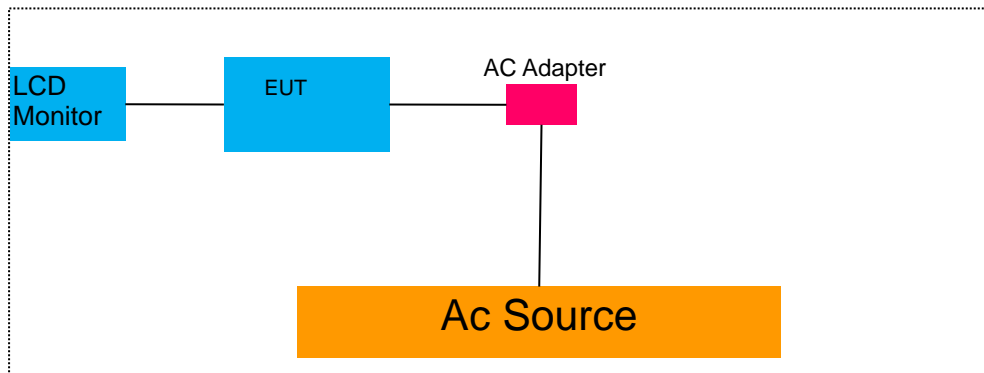 LCD
Monitor
EUT
AC Adapter
Ac Source